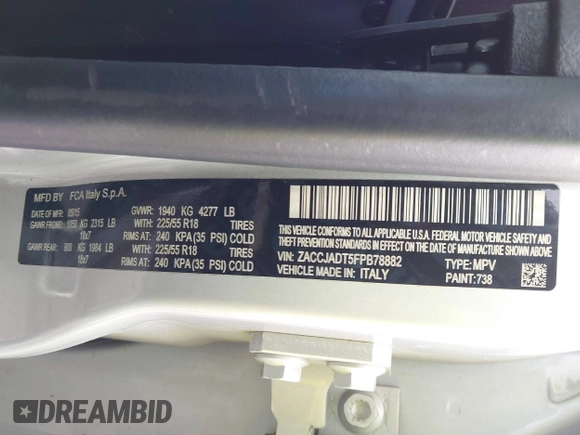 MFD BY FCA Italy S.p.A.
DATE OF MFD: 05/15 GVWR: 1940 KG 4277 LB
GAWR FRONT: 1050 KG 2315 LB WITH: 225/55 R18 TIRES
18x7 RIMS AT: 240 KPA(35 PSI) COLD
GAWR REAR: 900 KG 1984 LB WITH: 225/55 R18 TIRES
18x7 RIMS AT: 240 KPA(35 PSI) COLD
THIS VEHICLE CONFORMS TO ALL APPLICABLE
U.S.A. FEDERAL MOTOR VEHICLE SAFETY, BUMPER,
AND THEFT PREVENTION STANDARDS IN EFFECT ON
THE DATE OF MANUFACTURE SHOWN ABOVE.
VIN: ZACCJADT5FPB78882 TYPE: MPV
VEHICLE MADE IN: ITALY PAINT: 738
DREAMBID